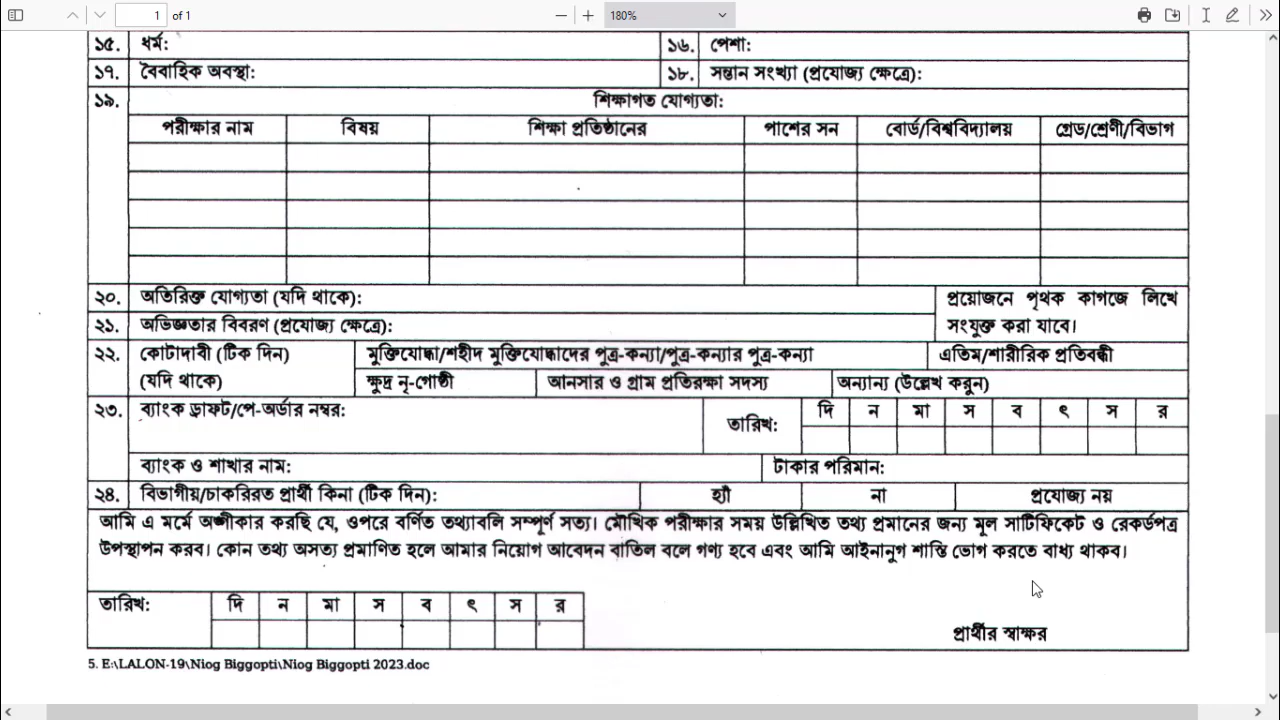 1 of 1 180%
১৫. ধর্ম: ১৬. পেশা:
১৭. বৈবাহিক অবস্থা: ১৮. সন্তান সংখ্যা (প্রযোজ্য ক্ষেত্রে):
১৯. শিক্ষাগত যোগ্যতা:
পরীক্ষার নাম বিষয় শিক্ষা প্রতিষ্ঠানের পাশের সন বোর্ড/বিশ্ববিদ্যালয় গ্রেড/শ্রেণী/বিভাগ
২০. অতিরিক্ত যোগ্যতা (যদি থাকে): প্রয়োজনে পৃথক কাগজে লিখে
২১. অভিজ্ঞতার বিবরণ (প্রযোজ্য ক্ষেত্রে): সংযুক্ত করা যাবে।
২২. কোটাদাবী (টিক দিন) মুক্তিযোদ্ধা/শহীদ মুক্তিযোদ্ধাদের পুত্র-কন্যা/পুত্র-কন্যার পুত্র-কন্যা এতিম/শারীরিক প্রতিবন্ধী
(যদি থাকে) ক্ষুদ্র নৃ-গোষ্ঠী আনসার ও গ্রাম প্রতিরক্ষা সদস্য অন্যান্য (উল্লেখ করুন)
২৩. ব্যাংক ড্রাফট/পে-অর্ডার নম্বর: তারিখ: দি ন মা স ব ৎ স র
ব্যাংক ও শাখার নাম: টাকার পরিমান:
২৪. বিভাগীয়/চাকরিরত প্রার্থী কিনা (টিক দিন): হ্যাঁ না প্রযোজ্য নয়
আমি এ মর্মে অঙ্গীকার করছি যে, ওপরে বর্ণিত তথ্যাবলি সম্পূর্ণ সত্য। মৌখিক পরীক্ষার সময় উল্লিখিত তথ্য প্রমানের জন্য মূল সার্টিফিকেট ও রেকর্ডপত্র
উপস্থাপন করব। কোন তথ্য অসত্য প্রমাণিত হলে আমার নিয়োগ আবেদন বাতিল বলে গণ্য হবে এবং আমি আইনানুগ শাস্তি ভোগ করতে বাধ্য থাকব।
তারিখ: দি ন মা স ব ৎ স র
প্রার্থীর স্বাক্ষর
5. E:\LALON-19\Niog Biggopti\Niog Biggopti 2023.doc